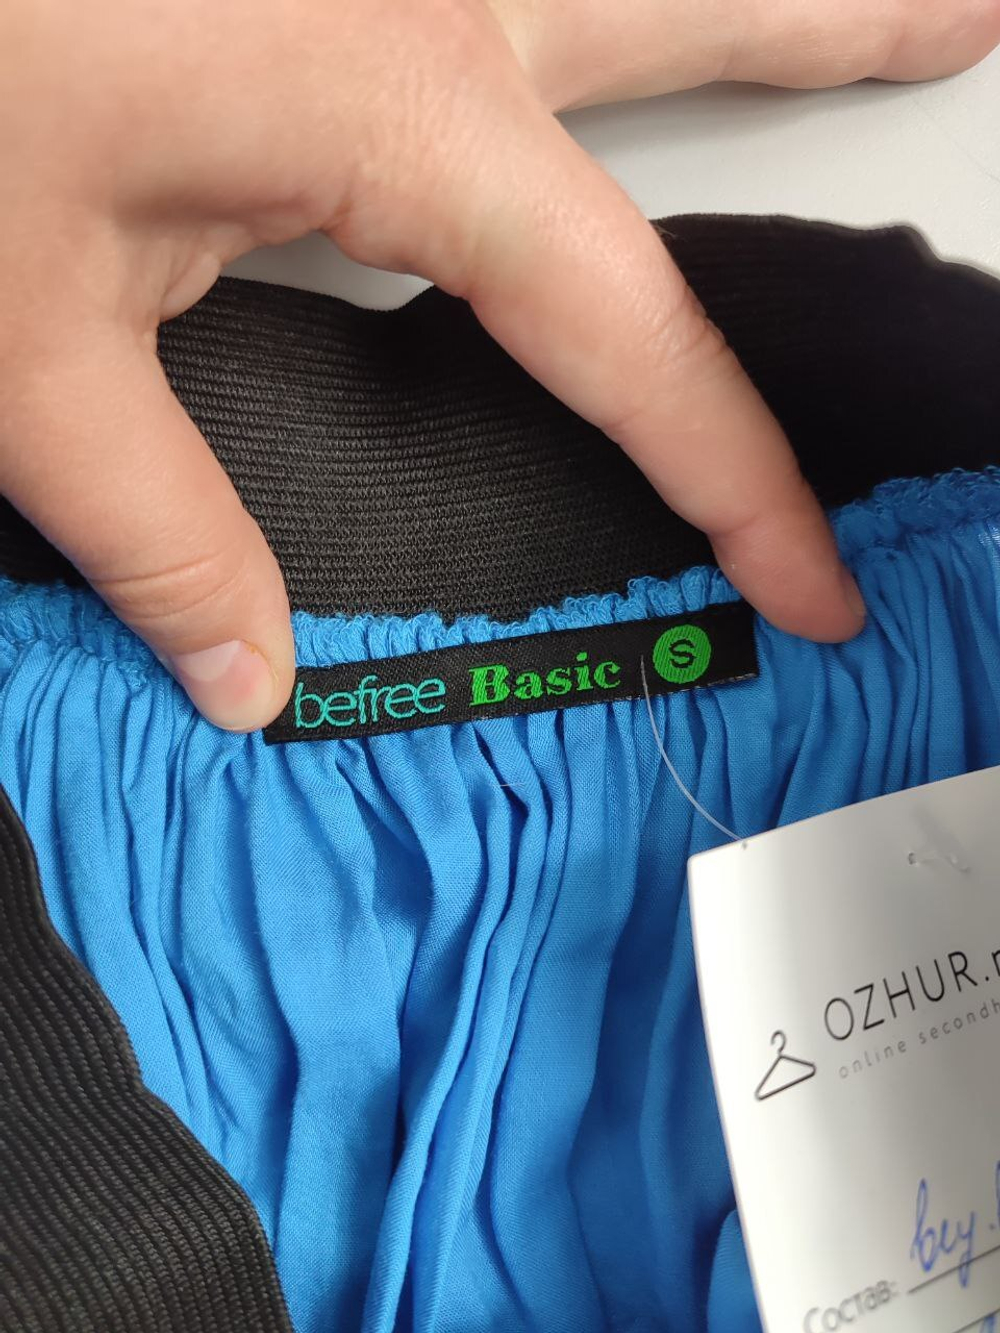 befree Basic S
OZHUR.
online secondh
Состав: